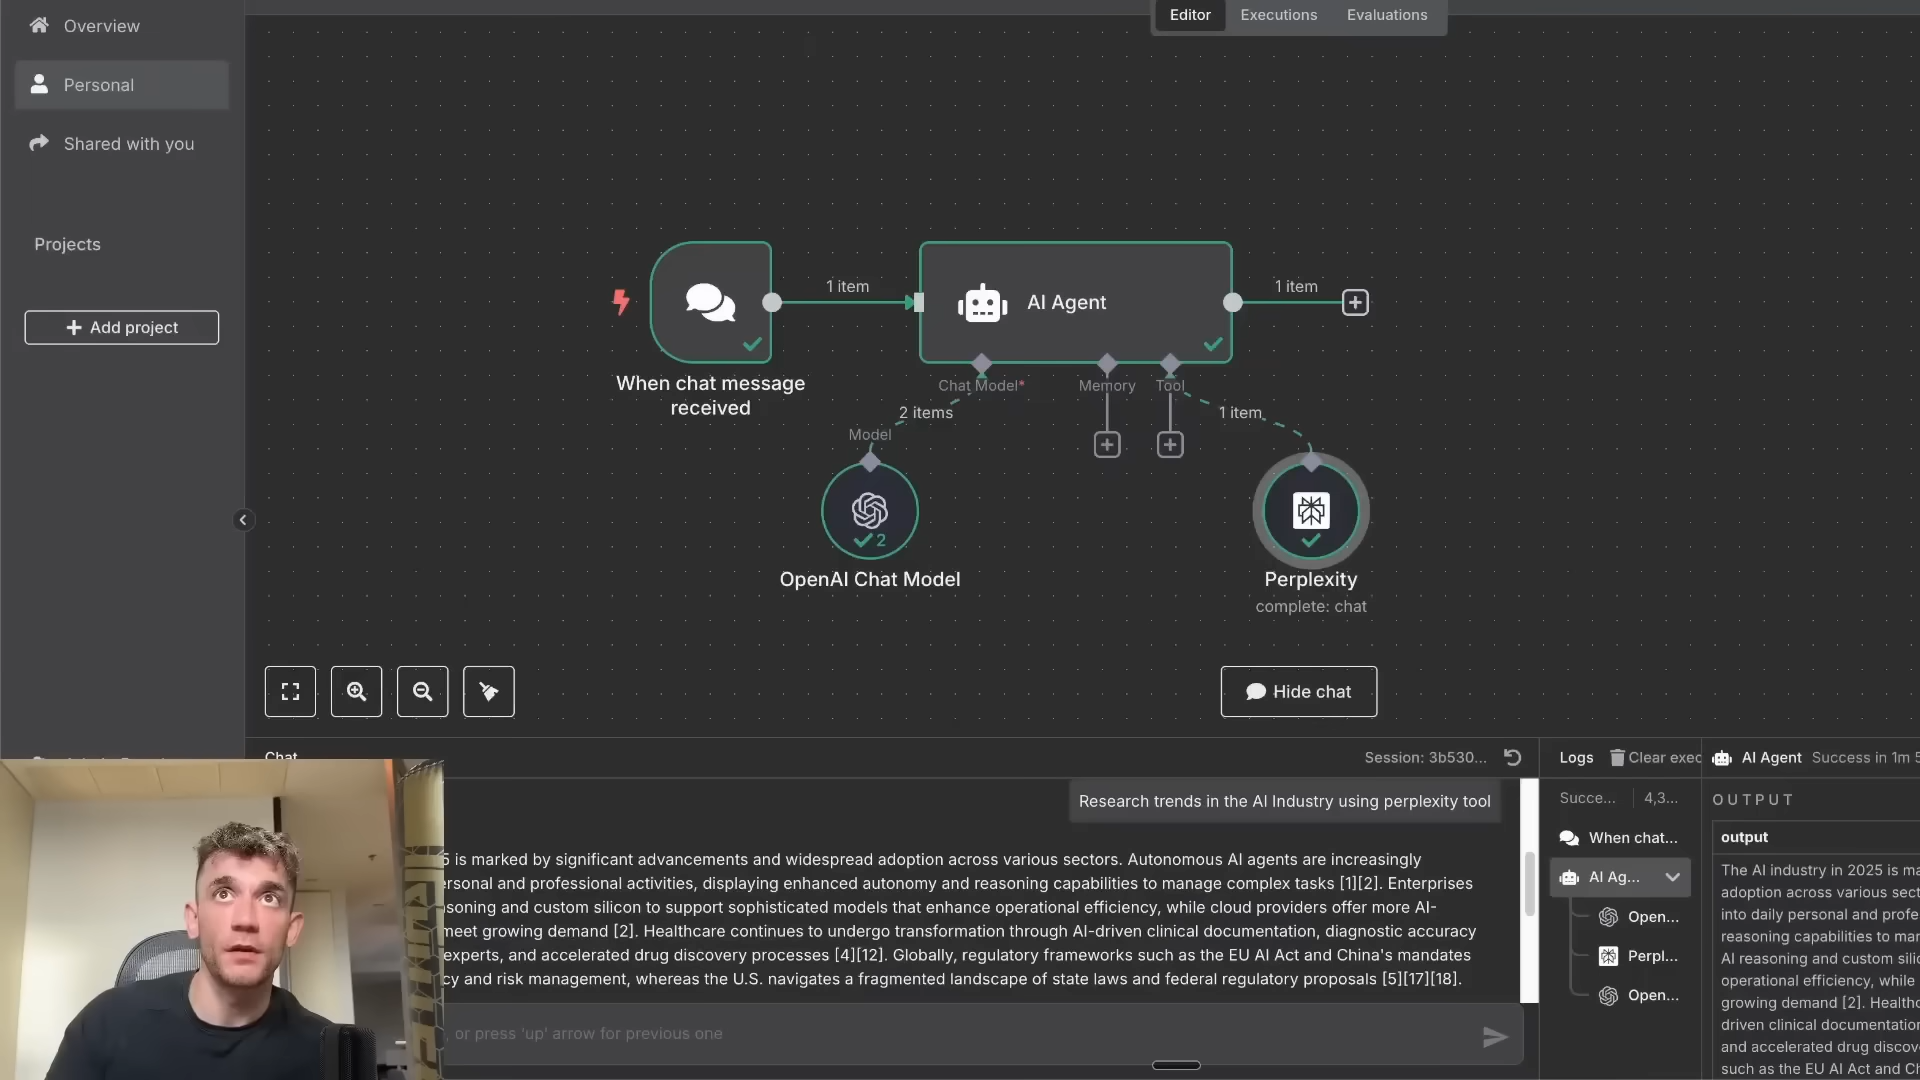 Overview
Personal
Shared with you
Projects
Add project
Editor
Executions
Evaluations
1 item
AI Agent
1 item
When chat message
received
Chat Model*
Memory
Tool
2 items
1 item
Model
2
OpenAI Chat Model
Perplexity
complete: chat
Hide chat
Chat
Session: 3b530...
Research trends in the AI Industry using perplexity tool
5 is marked by significant advancements and widespread adoption across various sectors. Autonomous AI agents are increasingly
ersonal and professional activities, displaying enhanced autonomy and reasoning capabilities to manage complex tasks [1][2]. Enterprises
soning and custom silicon to support sophisticated models that enhance operational efficiency, while cloud providers offer more AI-
meet growing demand [2]. Healthcare continues to undergo transformation through AI-driven clinical documentation, diagnostic accuracy
experts, and accelerated drug discovery processes [4][12]. Globally, regulatory frameworks such as the EU AI Act and China's mandates
cy and risk management, whereas the U.S. navigates a fragmented landscape of state laws and federal regulatory proposals [5][17][18].
, or press 'up' arrow for previous one
Logs
Clear exec
Succe...
4,3...
When chat...
AI Ag...
Open...
Perpl...
Open...
AI Agent
Success in 1m 5
OUTPUT
output
The AI industry in 2025 is ma
adoption across various sect
into daily personal and profe
reasoning capabilities to mar
AI reasoning and custom silic
operational efficiency, while
growing demand [2]. Healthc
driven clinical documentation
and accelerated drug discov
such as the EU AI Act and Ch